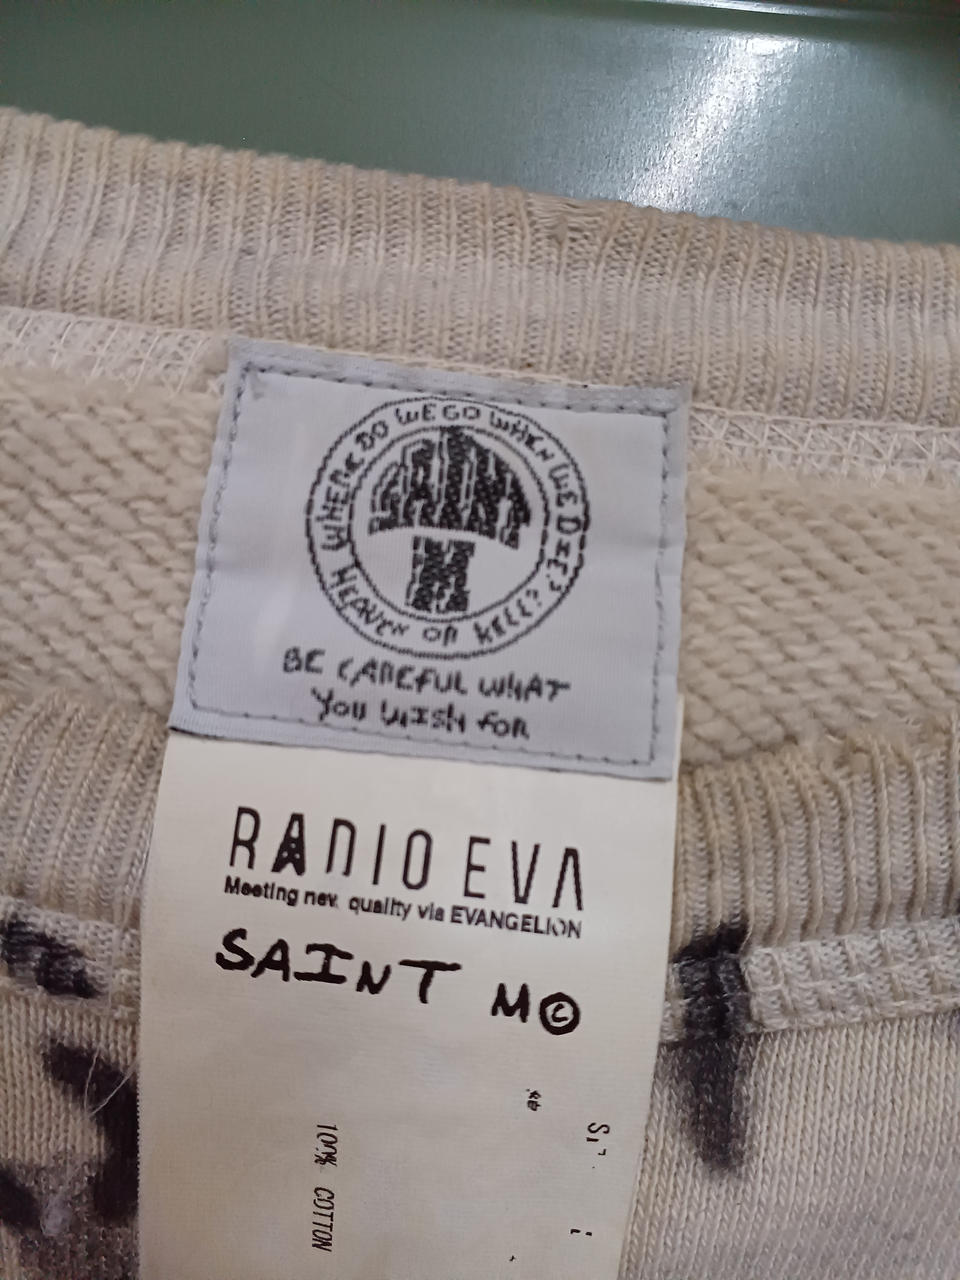 WHERE DO WE GO WHEN WE DIE?
HEAVEN OR HELL?
SAINT
M
BE CAREFUL WHAT
YOU WISH FOR
RADIO EVA
Meeting new quality via EVANGELION
SAINT M©
100% COTTON